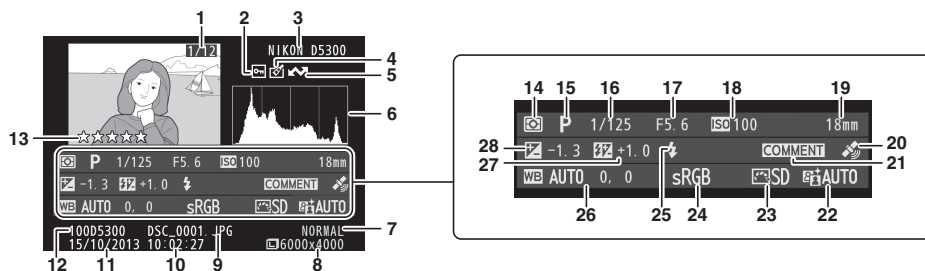 1 2 3
1/12 NIKON D5300
4
5
6
13
P 1/125 F5.6 ISO 100 18mm
-1.3 +1.0 COMMENT
WB AUTO 0, 0 sRGB SD AUTO
100D5300 DSC_0001.JPG NORMAL
15/10/2013 10:02:27 6000x4000
7
12 11 10 9 8
14 15 16 17 18 19
P 1/125 F5.6 ISO 100 18mm
28 -1.3 +1.0 COMMENT 20
27 21
WB AUTO 0, 0 sRGB SD AUTO
26 25 24 23 22